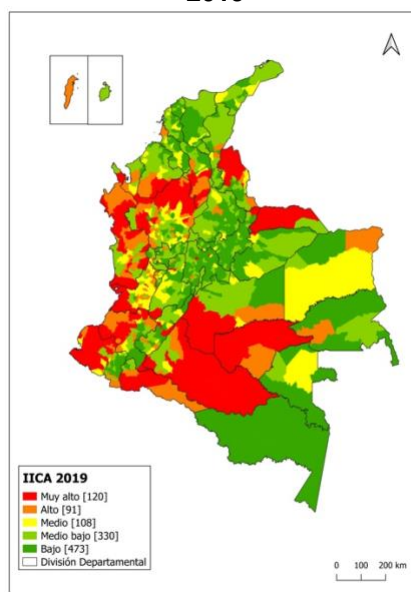 IICA 2019
Muy alto [120]
Alto [91]
Medio [108]
Medio bajo [330]
Bajo [473]
División Departamental
0 100 200 km